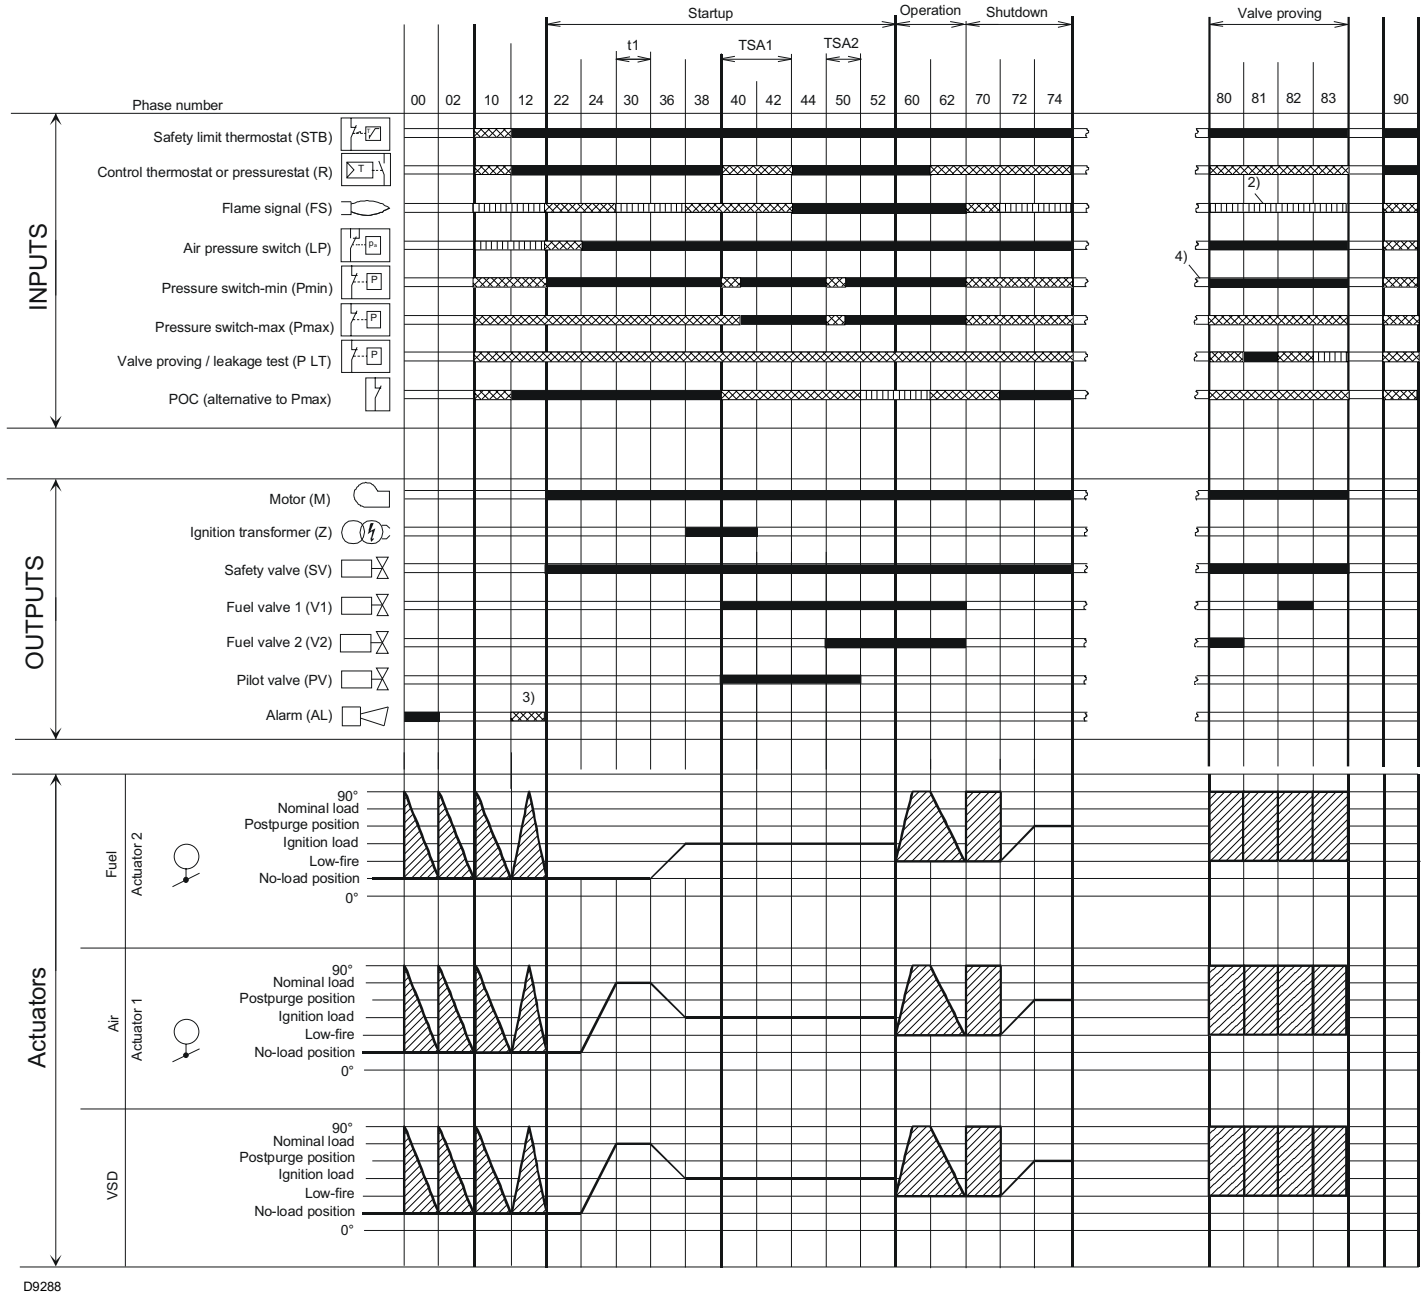 Startup Operation Shutdown Valve proving
t1 TSA1 TSA2
Phase number 00 02 10 12 22 24 30 36 38 40 42 44 50 52 60 62 70 72 74 80 81 82 83 90
INPUTS
Safety limit thermostat (STB)
Control thermostat or pressurestat (R) T
2)
Flame signal (FS)
Air pressure switch (LP) Pa
4)
Pressure switch-min (Pmin) P
Pressure switch-max (Pmax) P
Valve proving / leakage test (P LT) P
POC (alternative to Pmax)
OUTPUTS
Motor (M)
Ignition transformer (Z)
Safety valve (SV)
Fuel valve 1 (V1)
Fuel valve 2 (V2)
Pilot valve (PV)
3)
Alarm (AL)
Actuators
Fuel
Actuator 2
90°
Nominal load
Postpurge position
Ignition load
Low-fire
No-load position
0°
Air
Actuator 1
90°
Nominal load
Postpurge position
Ignition load
Low-fire
No-load position
0°
VSD
90°
Nominal load
Postpurge position
Ignition load
Low-fire
No-load position
0°
D9288